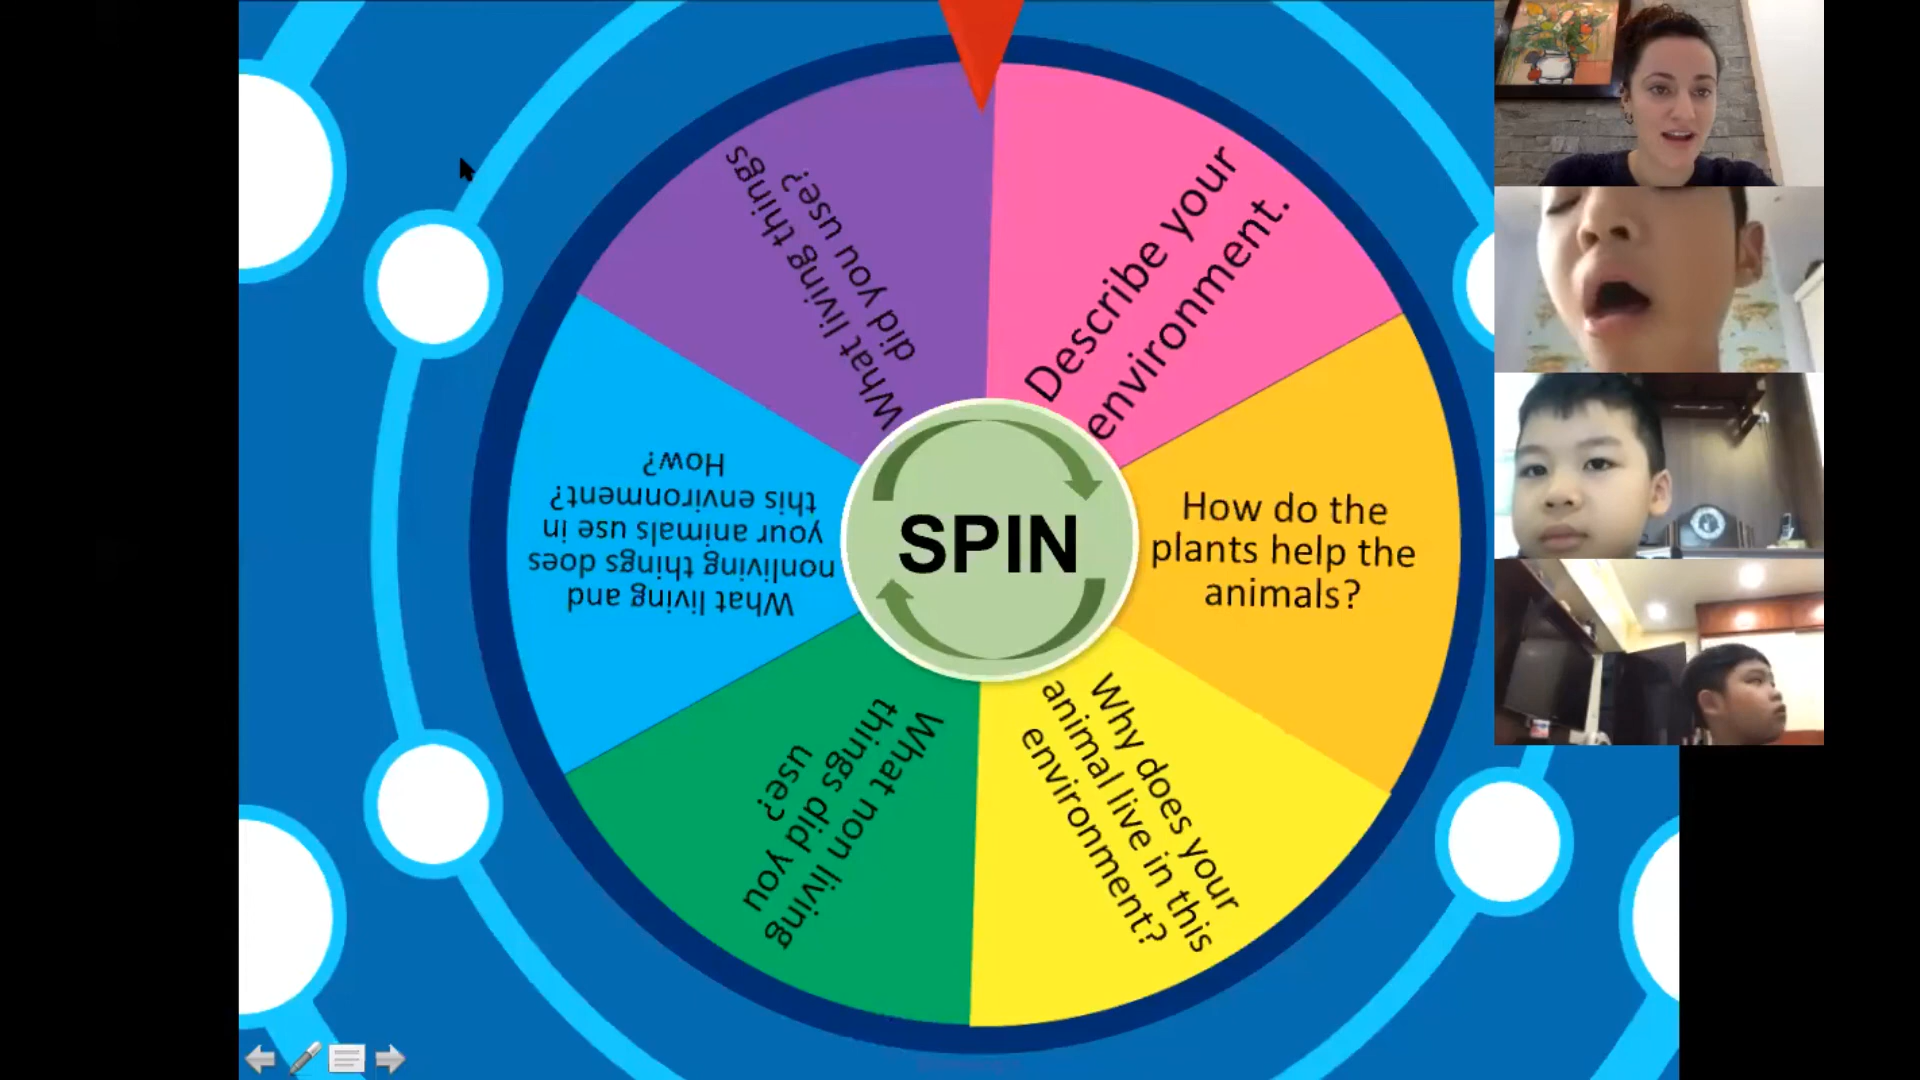 Describe your
environment.
How do the
plants help the
animals?
Why does your
animal live in this
environment?
What non living
things did you
use?
What living and
nonliving things does
your animals use in
this environment?
How?
What living things
did you use?
SPIN